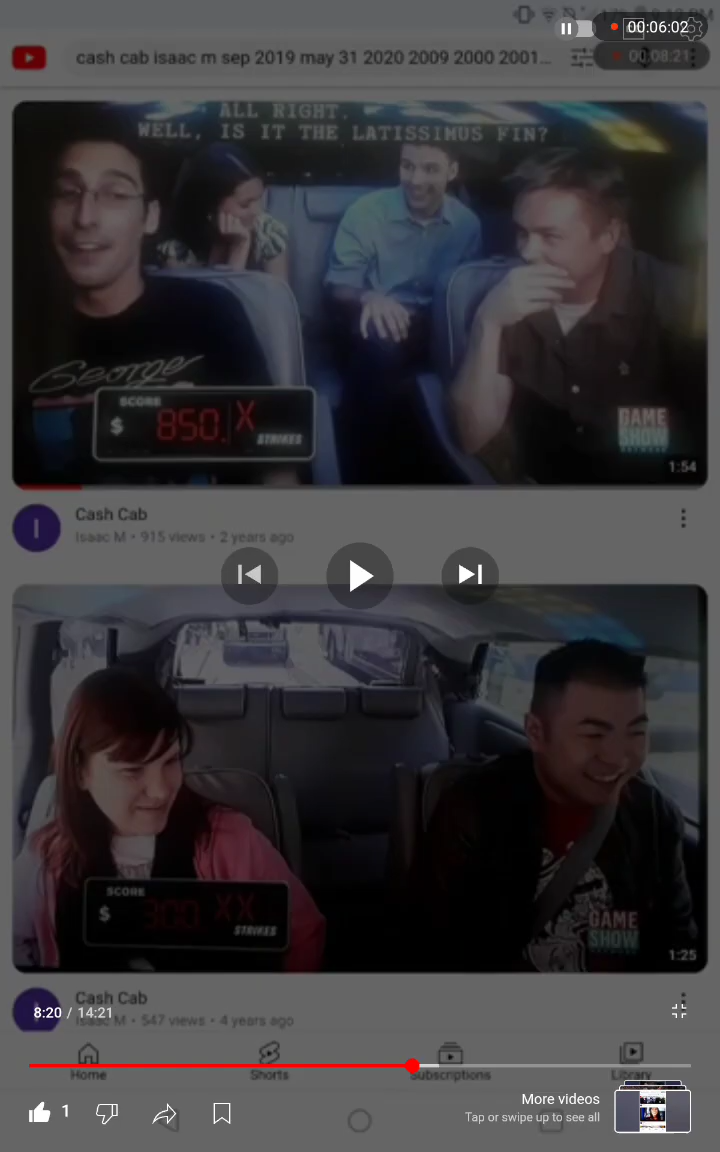 00:06:02
cash cab isaac m sep 2019 may 31 2020 2009 2000 2001...
00:08:21
ALL RIGHT.
WELL, IS IT THE LATISSIMUS FIN?
George
SCORE
$ 850. X
STRIKES
GAME
SHOW
NETWORK
1:54
I
Cash Cab
Isaac M • 915 views • 2 years ago
SCORE
$ 300. XX
STRIKES
GAME
SHOW
NETWORK
1:25
Cash Cab
8:20 / 14:21
Isaac M • 547 views • 4 years ago
Home
Shorts
Subscriptions
Library
1
More videos
Tap or swipe up to see all